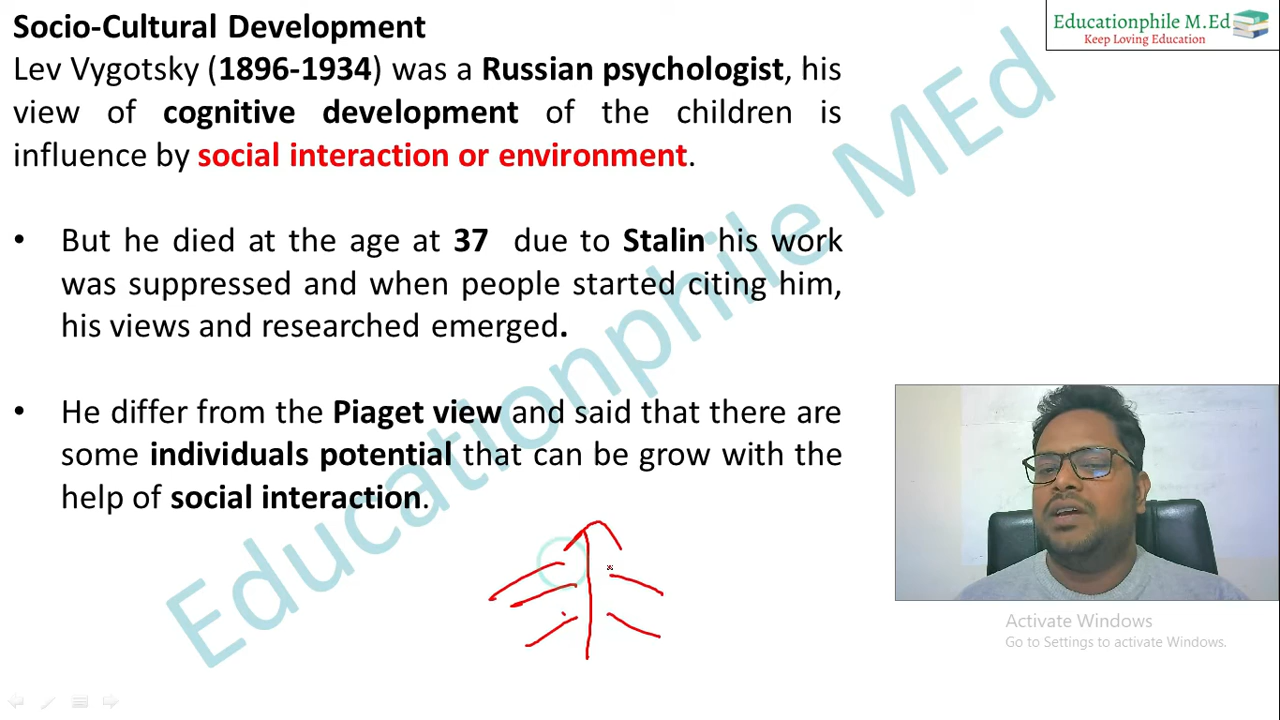 Socio-Cultural Development
Educationphile M.Ed
Keep Loving Education
Lev Vygotsky (1896-1934) was a Russian psychologist, his
view of cognitive development of the children is
influence by social interaction or environment.
• But he died at the age at 37 due to Stalin his work
was suppressed and when people started citing him,
his views and researched emerged.
• He differ from the Piaget view and said that there are
some individuals potential that can be grow with the
help of social interaction.
Educationphile MEd
Activate Windows
Go to Settings to activate Windows.